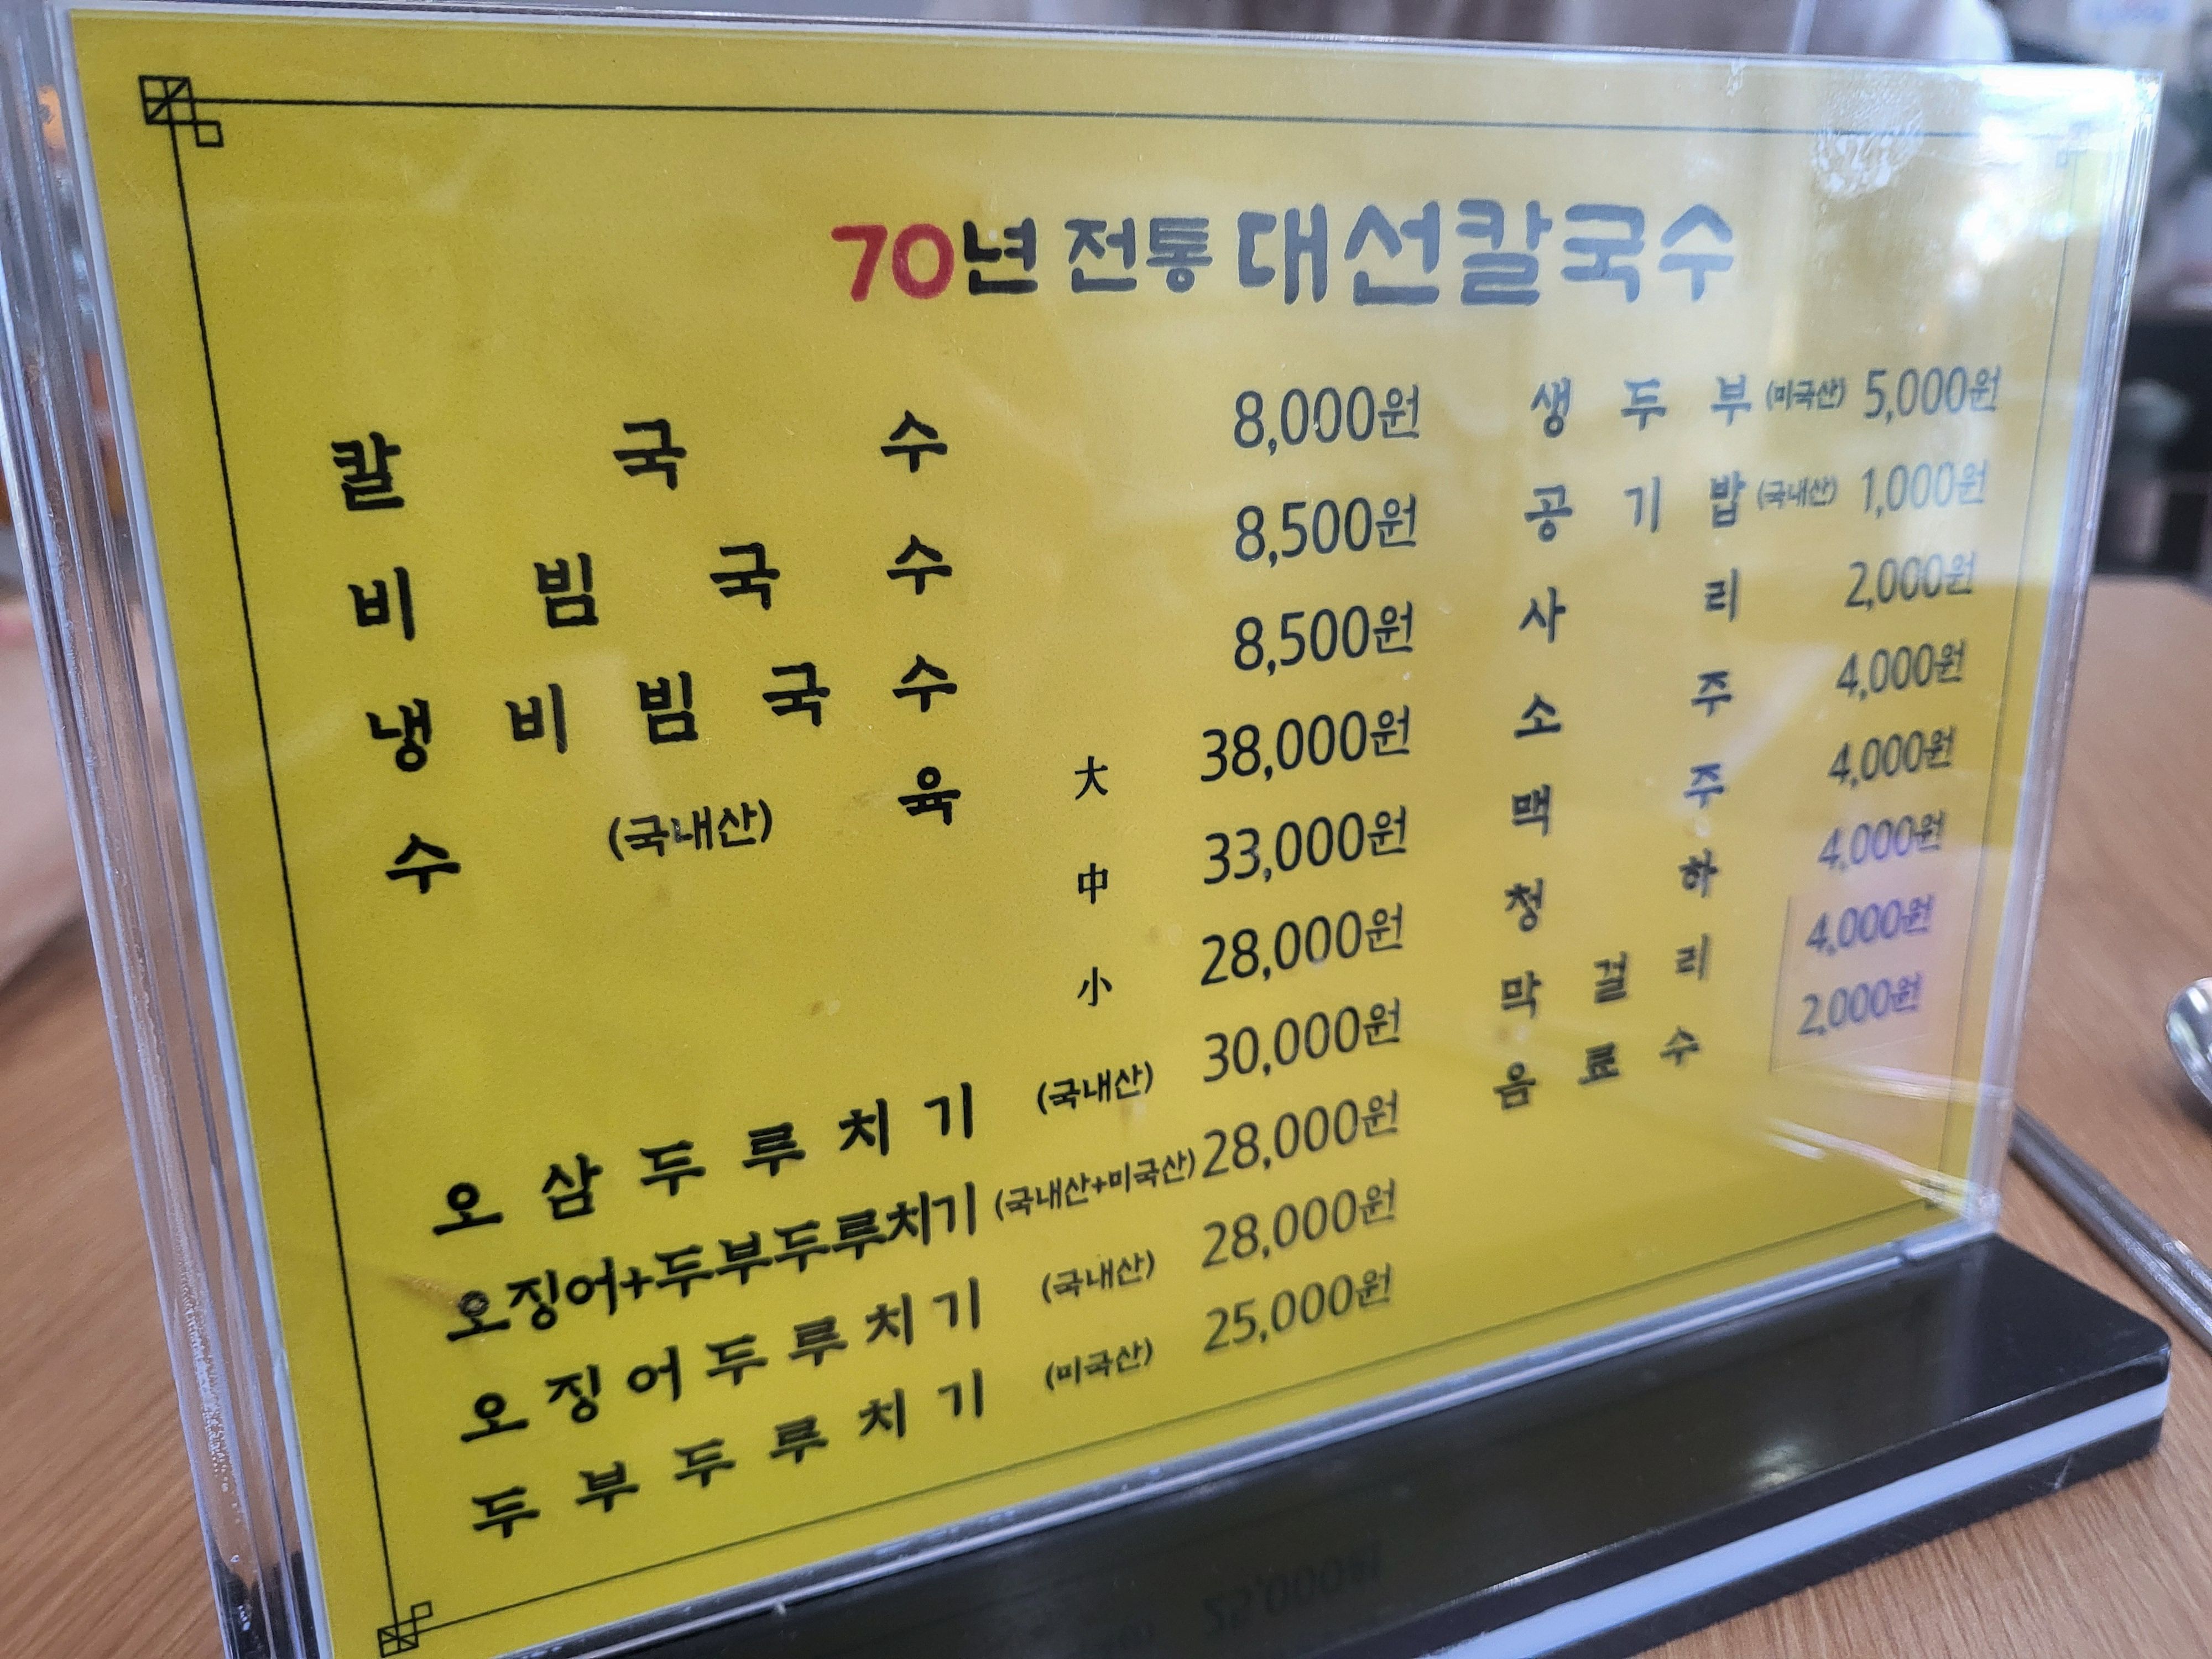 70년 전통 대선칼국수
칼국수 8,000원
비빔국수 8,500원
냉비빔국수 8,500원
수 (국내산) 육 大 38,000원
中 33,000원
小 28,000원
오삼두루치기 (국내산) 30,000원
오징어+두부두루치기 (국내산+미국산) 28,000원
오징어두루치기 (국내산) 28,000원
두부두루치기 (미국산) 25,000원
생두부 (미국산) 5,000원
공기밥 (국내산) 1,000원
사리 2,000원
소주 4,000원
맥주 4,000원
청하 4,000원
막걸리 4,000원
음료수 2,000원